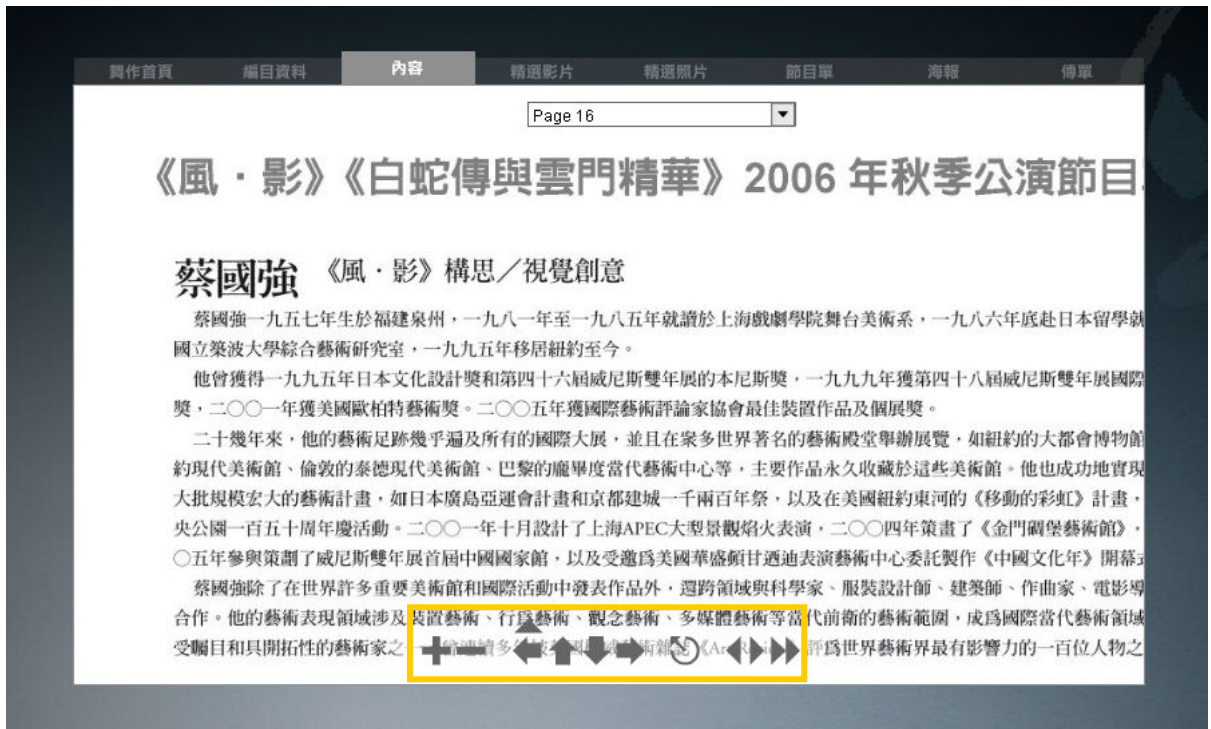 舞作首頁 編目資料 內容 精選影片 精選照片 節目單 海報 傳單
Page 16
《風．影》《白蛇傳與雲門精華》2006 年秋季公演節目
蔡國強 《風．影》構思／視覺創意
蔡國強一九五七年生於福建泉州，一九八一年至一九八五年就讀於上海戲劇學院舞台美術系，一九八六年底赴日本留學就
國立築波大學綜合藝術研究室，一九九五年移居紐約至今。
他曾獲得一九九五年日本文化設計獎和第四十六屆威尼斯雙年展的本尼斯獎，一九九九年獲第四十八屆威尼斯雙年展國際
獎，二〇〇一年獲美國歐柏特藝術獎。二〇〇五年獲國際藝術評論家協會最佳裝置作品及個展獎。
二十幾年來，他的藝術足跡幾乎遍及所有的國際大展，並且在眾多世界著名的藝術殿堂舉辦展覽，如紐約的大都會博物館
約現代美術館、倫敦的泰德現代美術館、巴黎的龐畢度當代藝術中心等，主要作品永久收藏於這些美術館。他也成功地實現
大批規模宏大的藝術計畫，如日本廣島亞運會計畫和京都建城一千兩百年祭，以及在美國紐約東河的《移動的彩虹》計畫，
央公園一百五十周年慶活動。二〇〇一年十月設計了上海APEC大型景觀焰火表演，二〇〇四年策畫了《金門碉堡藝術館》，
〇五年參與策劃了威尼斯雙年展首屆中國國家館，以及受邀爲美國華盛頓甘迺迪表演藝術中心委託製作《中國文化年》開幕
蔡國強除了在世界許多重要美術館和國際活動中發表作品外，還跨領域與科學家、服裝設計師、建築師、作曲家、電影導
合作。他的藝術表現領域涉及裝置藝術、行爲藝術、觀念藝術、多媒體藝術等當代前衛的藝術範圍，成爲國際當代藝術領域
受矚目和具開拓性的藝術家之一 評爲世界藝術界最有影響力的一百位人物之